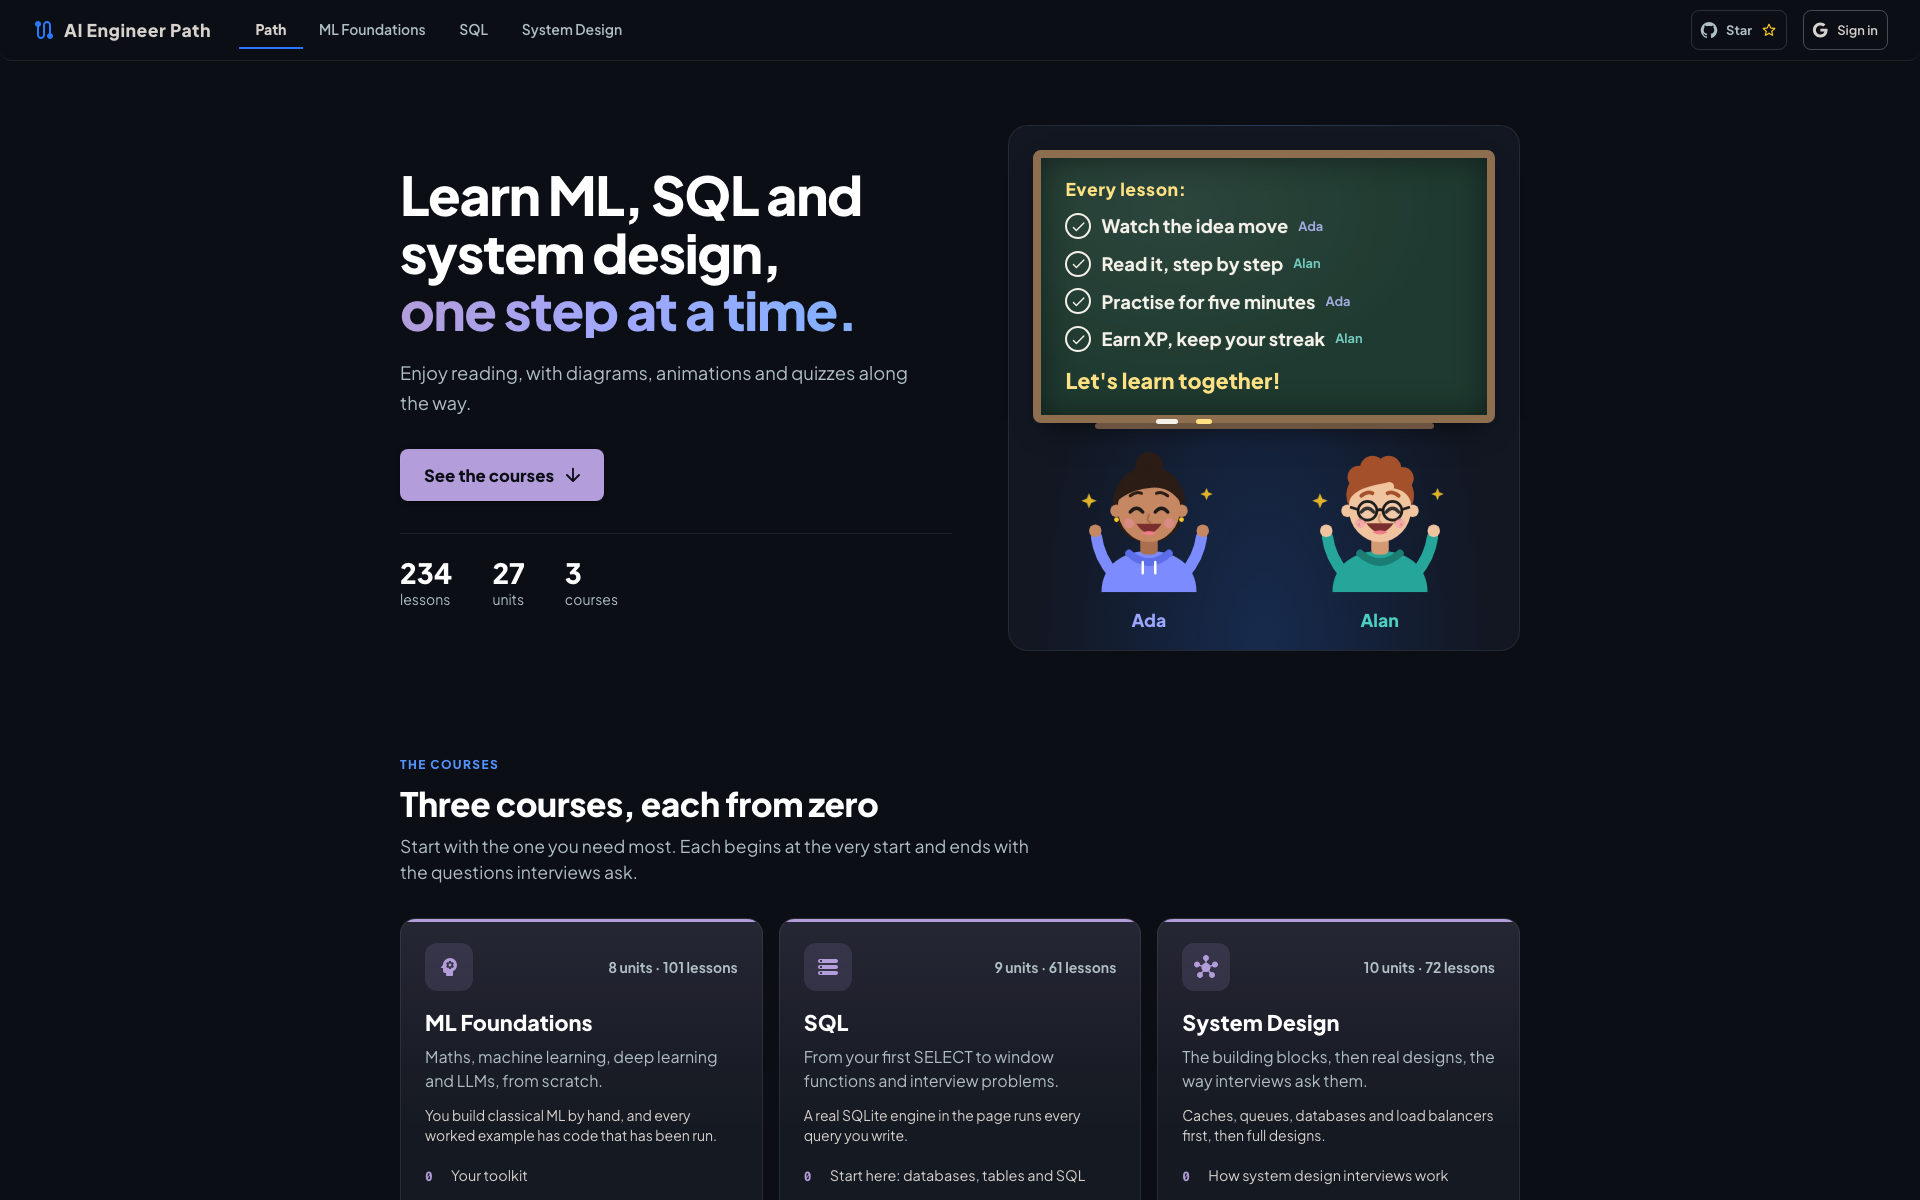 AI Engineer Path
Path
ML Foundations
SQL
System Design
Star
Sign in
Learn ML, SQL and
system design,
one step at a time.
Enjoy reading, with diagrams, animations and quizzes along
the way.
See the courses
234
lessons
27
units
3
courses
Every lesson:
Watch the idea move Ada
Read it, step by step Alan
Practise for five minutes Ada
Earn XP, keep your streak Alan
Let's learn together!
Ada
Alan
THE COURSES
Three courses, each from zero
Start with the one you need most. Each begins at the very start and ends with
the questions interviews ask.
8 units · 101 lessons
ML Foundations
Maths, machine learning, deep learning
and LLMs, from scratch.
You build classical ML by hand, and every
worked example has code that has been run.
0 Your toolkit
9 units · 61 lessons
SQL
From your first SELECT to window
functions and interview problems.
A real SQLite engine in the page runs every
query you write.
0 Start here: databases, tables and SQL
10 units · 72 lessons
System Design
The building blocks, then real designs, the
way interviews ask them.
Caches, queues, databases and load balancers
first, then full designs.
0 How system design interviews work